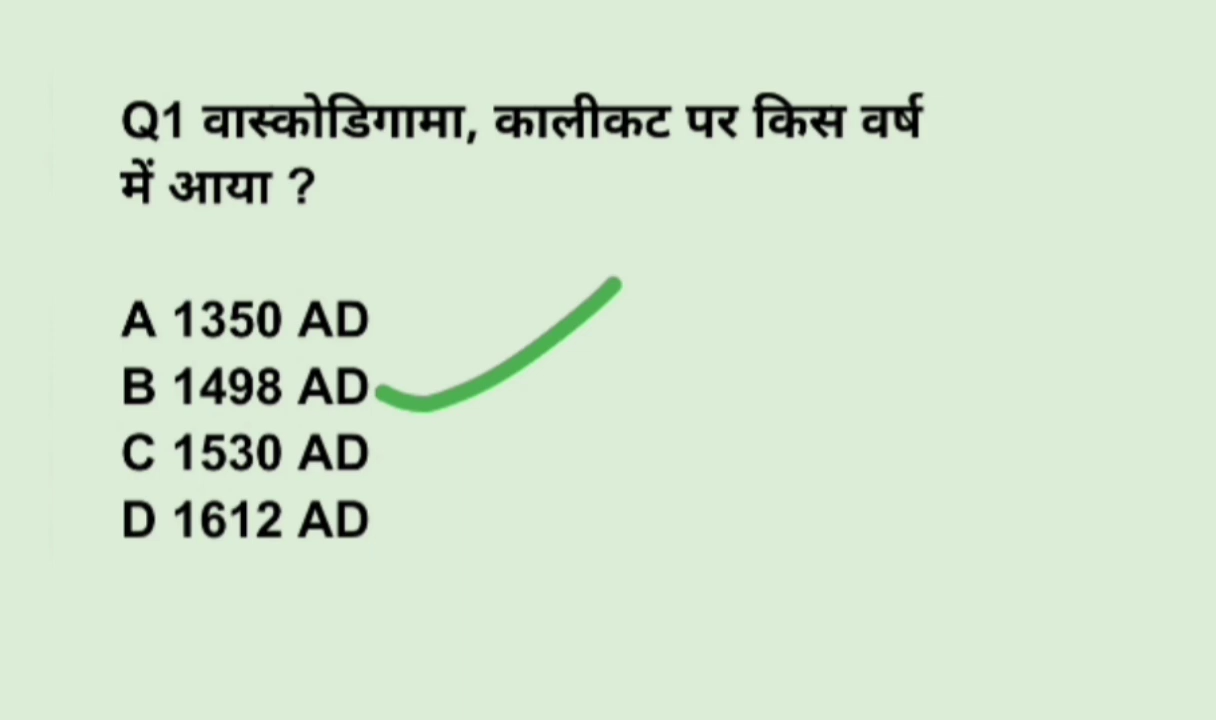 Q1 वास्कोडिगामा, कालीकट पर किस वर्ष
में आया ?
A 1350 AD
B 1498 AD
C 1530 AD
D 1612 AD